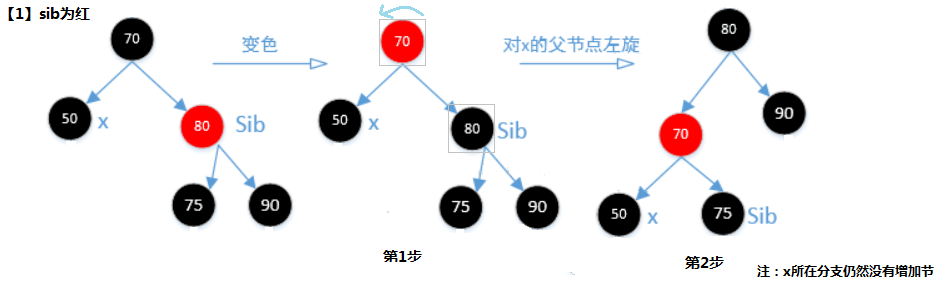 【1】sib为红
70
50
x
80
Sib
75
90
变色
70
50
x
80
Sib
75
90
第1步
对x的父节点左旋
80
90
70
50
x
75
Sib
第2步
注：x所在分支仍然没有增加节